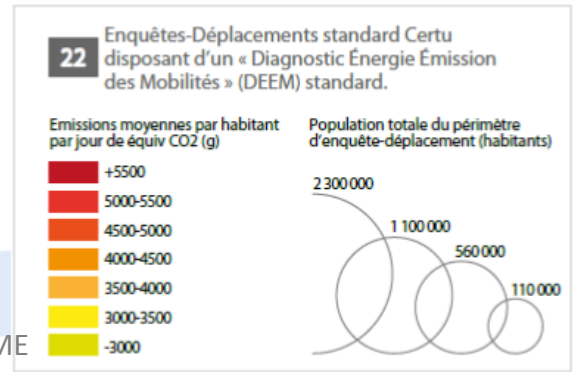 22
Enquêtes-Déplacements standard Certu
disposant d'un « Diagnostic Énergie Émission
des Mobilités » (DEEM) standard.
Emissions moyennes par habitant
par jour de équiv CO2 (g)
+5500
5000-5500
4500-5000
4000-4500
3500-4000
3000-3500
-3000
Population totale du périmètre
d'enquête-déplacement (habitants)
2 300 000
1 100 000
560 000
110 000